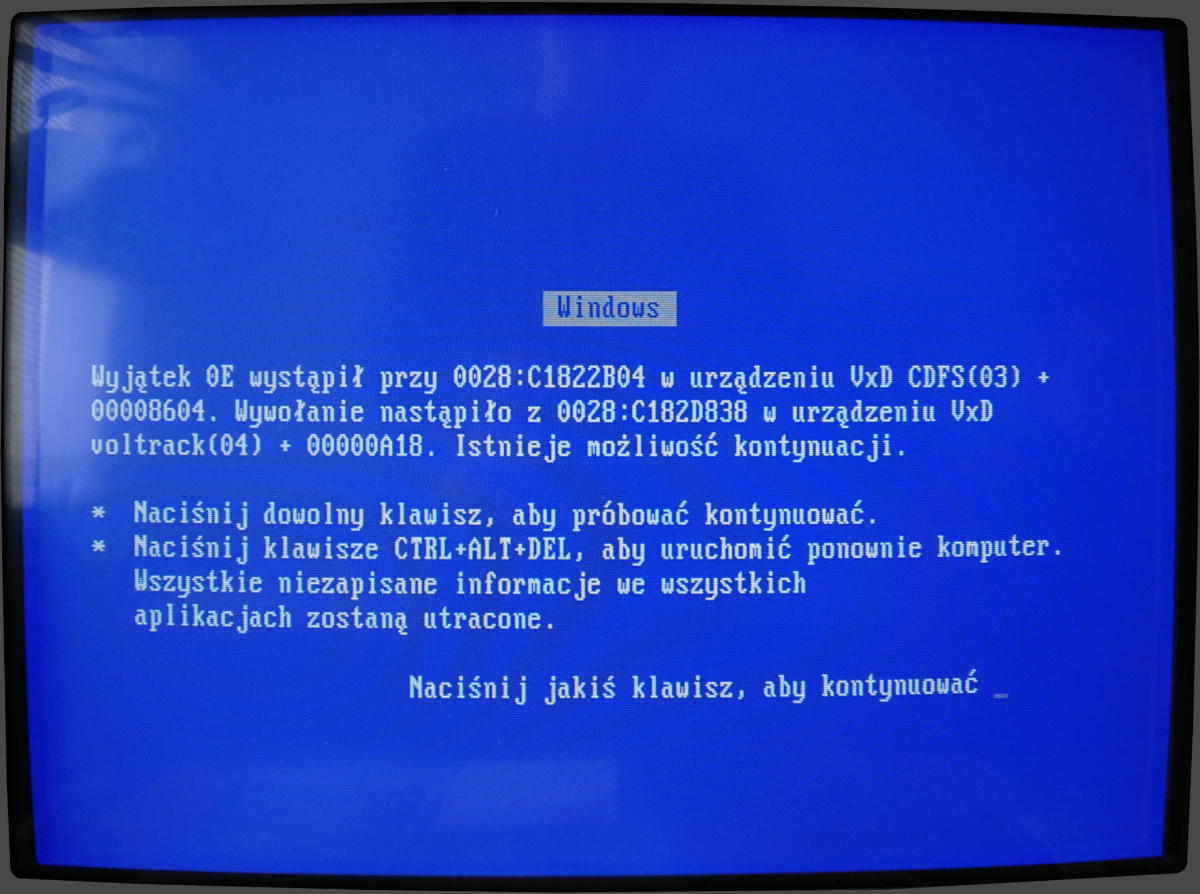 Windows
Wyjątek 0E wystąpił przy 0028:C1822B04 w urządzeniu VxD CDFS(03) +
00008604. Wywołanie nastąpiło z 0028:C182D838 w urządzeniu VxD
voltrack(04) + 00000A18. Istnieje możliwość kontynuacji.
* Naciśnij dowolny klawisz, aby próbować kontynuować.
* Naciśnij klawisze CTRL+ALT+DEL, aby uruchomić ponownie komputer.
Wszystkie niezapisane informacje we wszystkich
aplikacjach zostaną utracone.
Naciśnij jakiś klawisz, aby kontynuować _